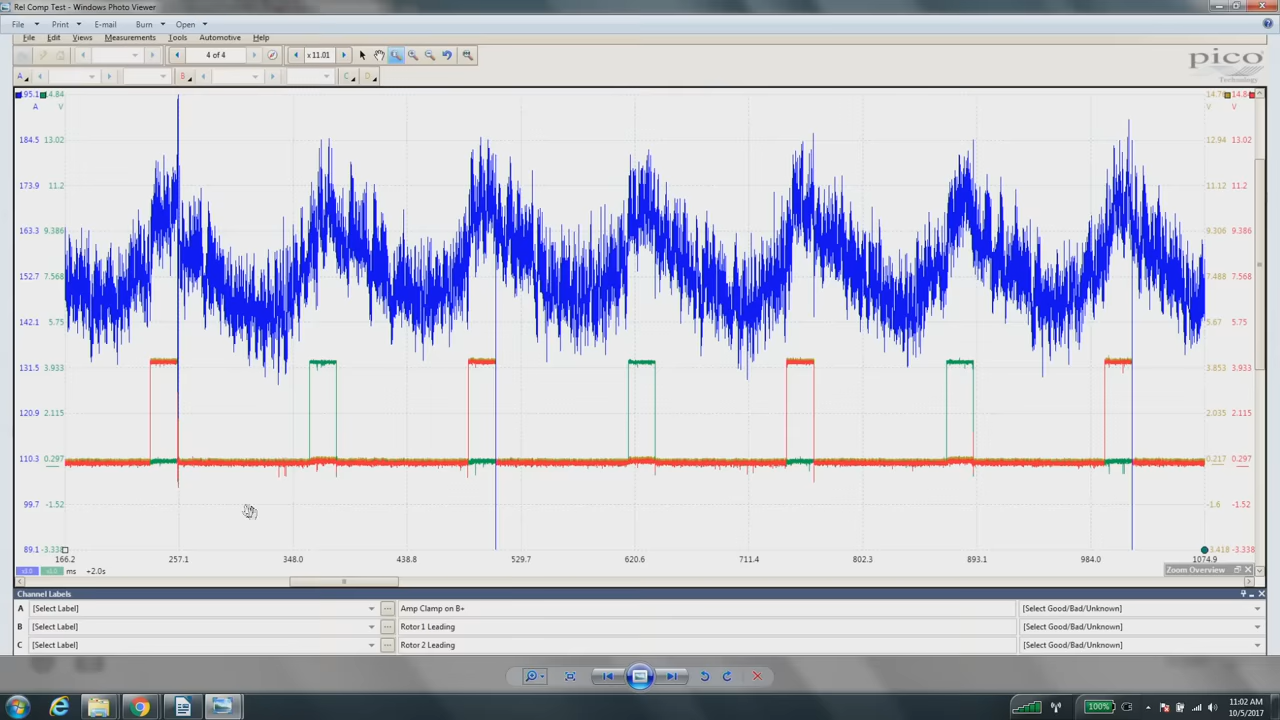 Rel Comp Test - Windows Photo Viewer
File Print E-mail Burn Open
File Edit Views Measurements Tools Automotive Help
4 of 4 x 11.01
pico
Technology
A B C D
195.1 14.84 14.84
A V V V
184.5 13.02 12.94 13.02
173.9 11.2 11.12 11.2
163.3 9.386 9.306 9.386
152.7 7.568 7.488 7.568
142.1 5.75 5.67 5.75
131.5 3.933 3.853 3.933
120.9 2.115 2.035 2.115
110.3 0.297 0.217 0.297
99.7 -1.52 -1.6 -1.52
89.1 -3.338 -3.338
166.2 257.1 348.0 438.8 529.7 620.6 711.4 802.3 893.1 984.0 1074.9
ms +2.0s
Zoom Overview
Channel Labels
A [Select Label] ... Amp Clamp on B+ [Select Good/Bad/Unknown]
B [Select Label] ... Rotor 1 Leading [Select Good/Bad/Unknown]
C [Select Label] ... Rotor 2 Leading [Select Good/Bad/Unknown]
100% 11:02 AM
10/5/2017